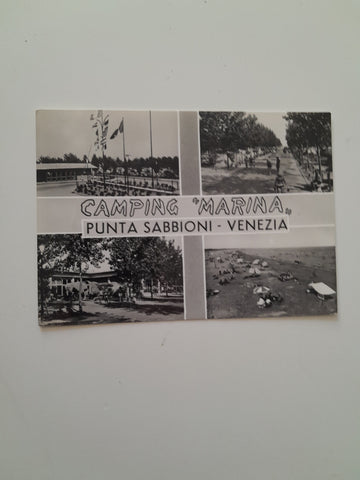 CAMPING "MARINA„
PUNTA SABBIONI - VENEZIA